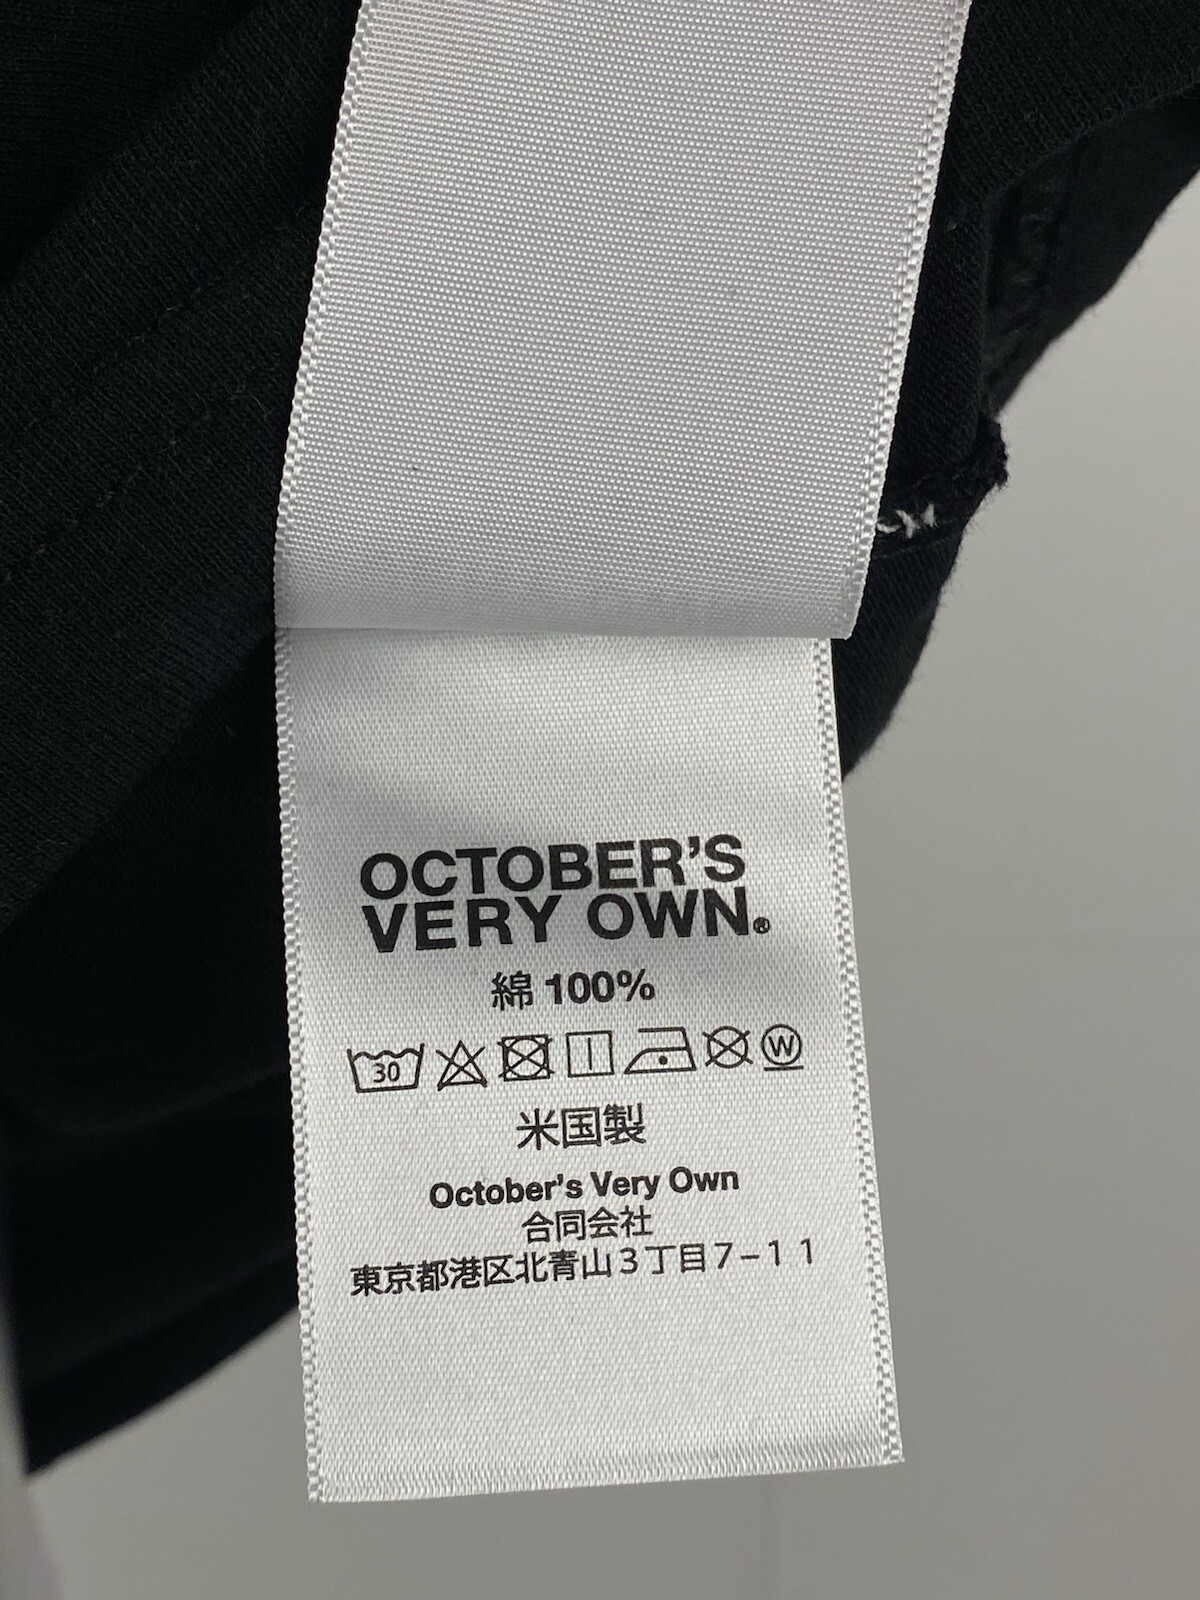 OCTOBER'S
VERY OWN®
綿 100%
30 W
米国製
October's Very Own
合同会社
東京都港区北青山3丁目7-11